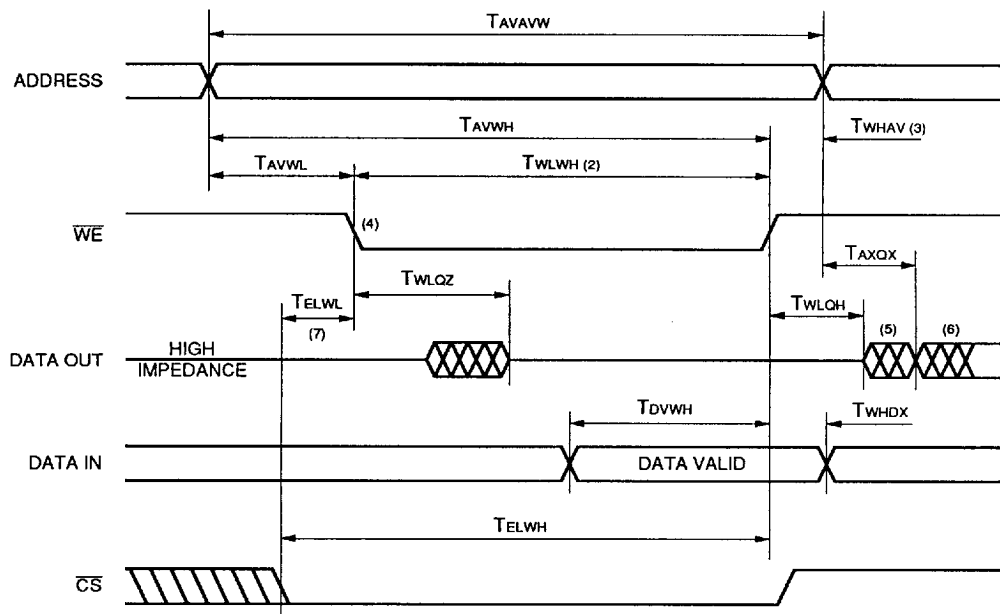 TAVAVW
ADDRESS
TAVWH
TWHAV (3)
TAVWL
TWLWH (2)
WE
(4)
TAXQX
TWLQZ
TELWL
(7)
TWLQH
(5)
(6)
DATA OUT
HIGH
IMPEDANCE
TDVWH
TWHDX
DATA IN
DATA VALID
TELWH
CS